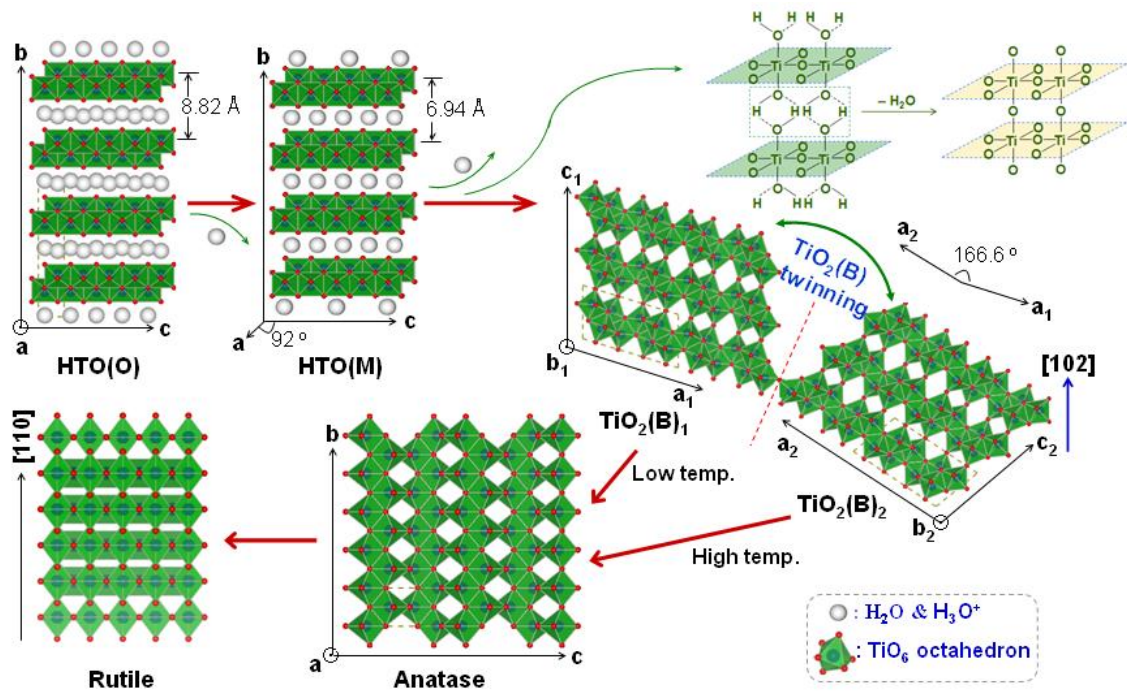 b
8.82 Å
a
c
HTO(O)
b
6.94 Å
a
92 º
c
HTO(M)
H H H H
O O
O Ti O Ti O
O O O
O O
H H H H
O O
O Ti O Ti O
O O O
O O
H H H H
– H₂O
O O
O Ti O Ti O
O O O
O O
O Ti O Ti O
O O O
O O
c₁
b₁
a₁
TiO₂(B)
twinning
a₂
166.6 º
a₁
[102]
a₂
c₂
b₂
TiO₂(B)₁
Low temp.
TiO₂(B)₂
High temp.
[110]
Rutile
b
a
c
Anatase
: H₂O & H₃O⁺
: TiO₆ octahedron